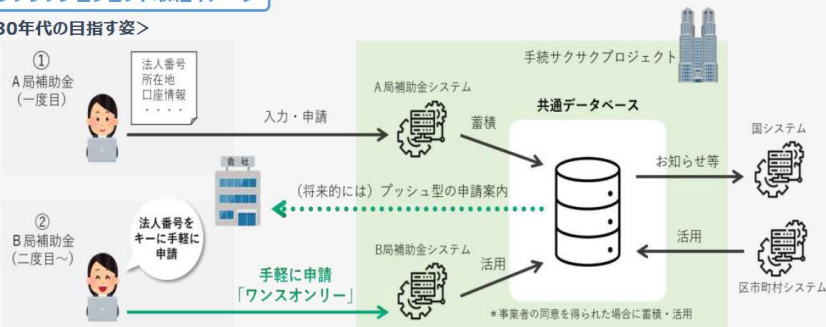 30年代の目指す姿＞
①
A局補助金
（一度目）
法人番号
所在地
口座情報
・・・・
入力・申請
A局補助金システム
蓄積
手続サクサクプロジェクト
共通データベース
お知らせ等
国システム
会社
（将来的には）プッシュ型の申請案内
②
B局補助金
（二度目～）
法人番号を
キーに手軽に
申請
手軽に申請
「ワンスオンリー」
B局補助金システム
活用
活用
区市町村システム
＊事業者の同意を得られた場合に蓄積・活用